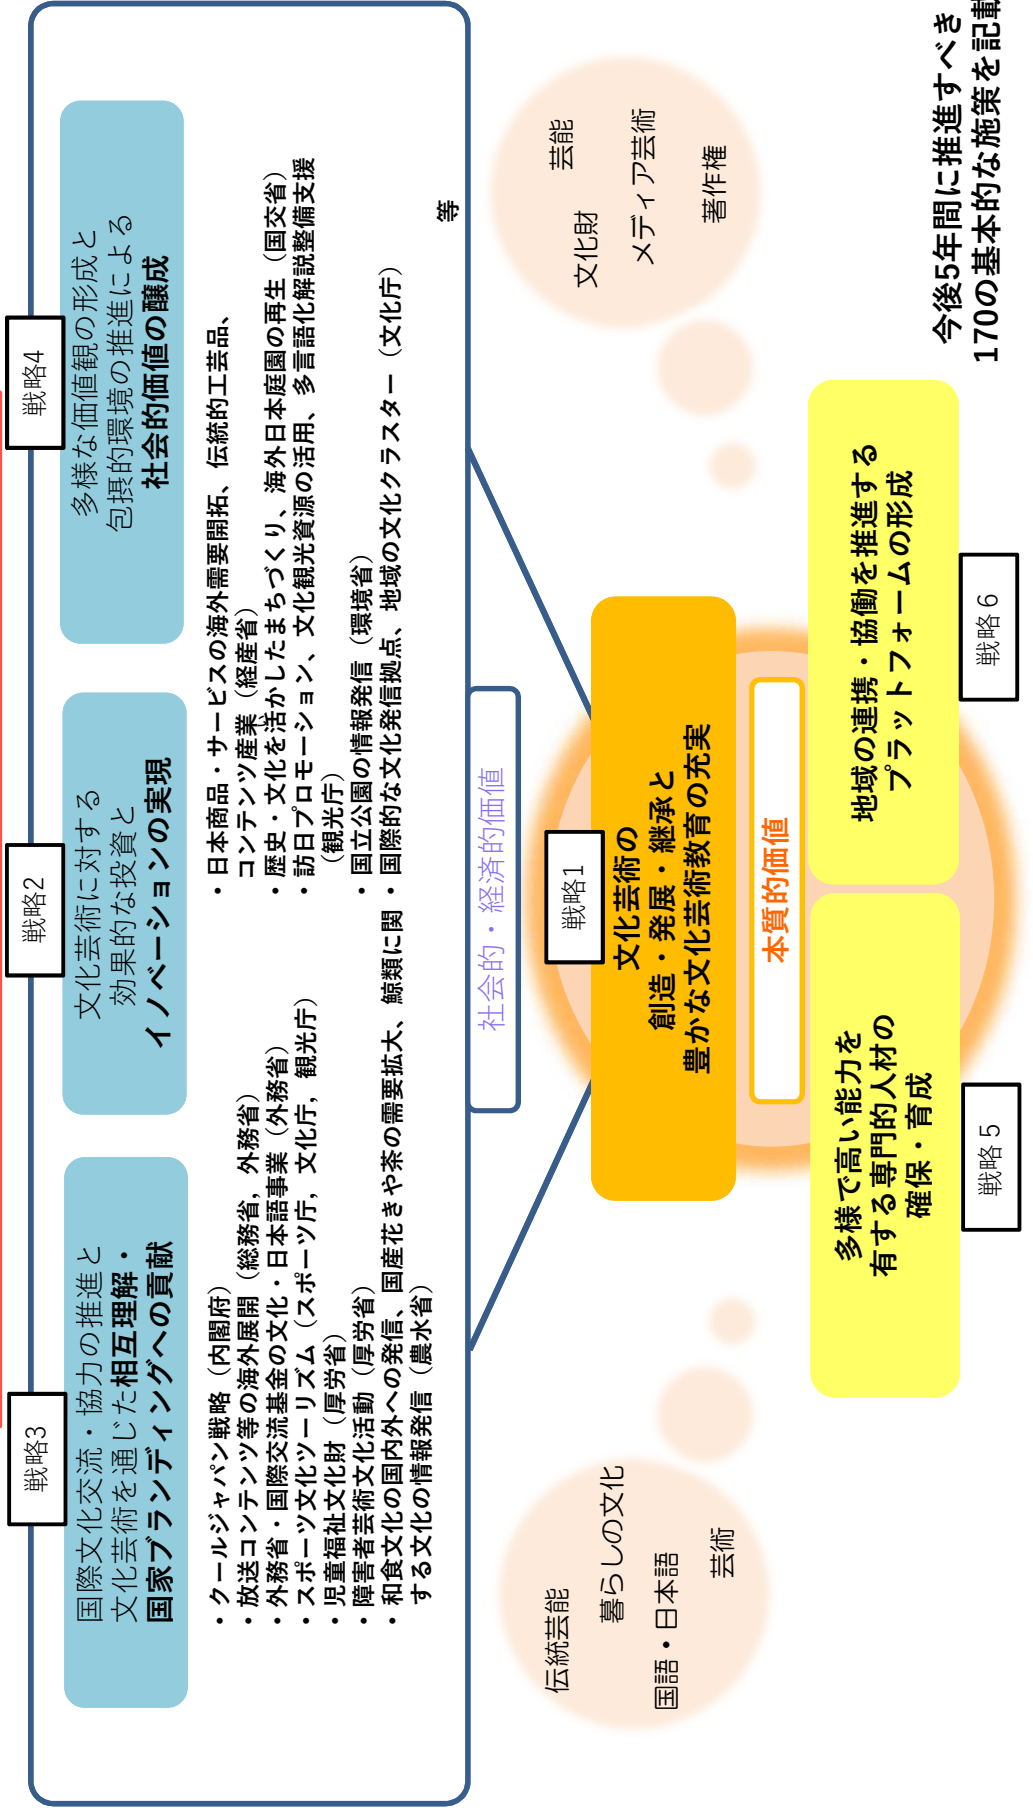 戦略3
国際文化交流・協力の推進と
文化芸術を通じた相互理解・
国家ブランディングへの貢献
戦略2
文化芸術に対する
効果的な投資と
イノベーションの実現
戦略4
多様な価値観の形成と
包摂的環境の推進による
社会的価値の醸成
・クールジャパン戦略（内閣府）
・放送コンテンツ等の海外展開（総務省，外務省）
・外務省・国際交流基金の文化・日本語事業（外務省）
・スポーツ文化ツーリズム（スポーツ庁，文化庁，観光庁）
・児童福祉文化財（厚労省）
・障害者芸術文化活動（厚労省）
・和食文化の国内外への発信、国産花きや茶の需要拡大、鯨類に関
する文化の情報発信（農水省）
・日本商品・サービスの海外需要開拓、伝統的工芸品、
コンテンツ産業（経産省）
・歴史・文化を活かしたまちづくり、海外日本庭園の再生（国交省）
・訪日プロモーション、文化観光資源の活用、多言語化解説整備支援
（観光庁）
・国立公園の情報発信（環境省）
・国際的な文化発信拠点、地域の文化クラスター（文化庁）
等
社会的・経済的価値
伝統芸能
暮らしの文化
国語・日本語
芸術
戦略1
文化芸術の
創造・発展・継承と
豊かな文化芸術教育の充実
本質的価値
芸能
文化財
メディア芸術
著作権
多様で高い能力を
有する専門的人材の
確保・育成
戦略５
地域の連携・協働を推進する
プラットフォームの形成
戦略６
今後5年間に推進すべき
170の基本的な施策を記載